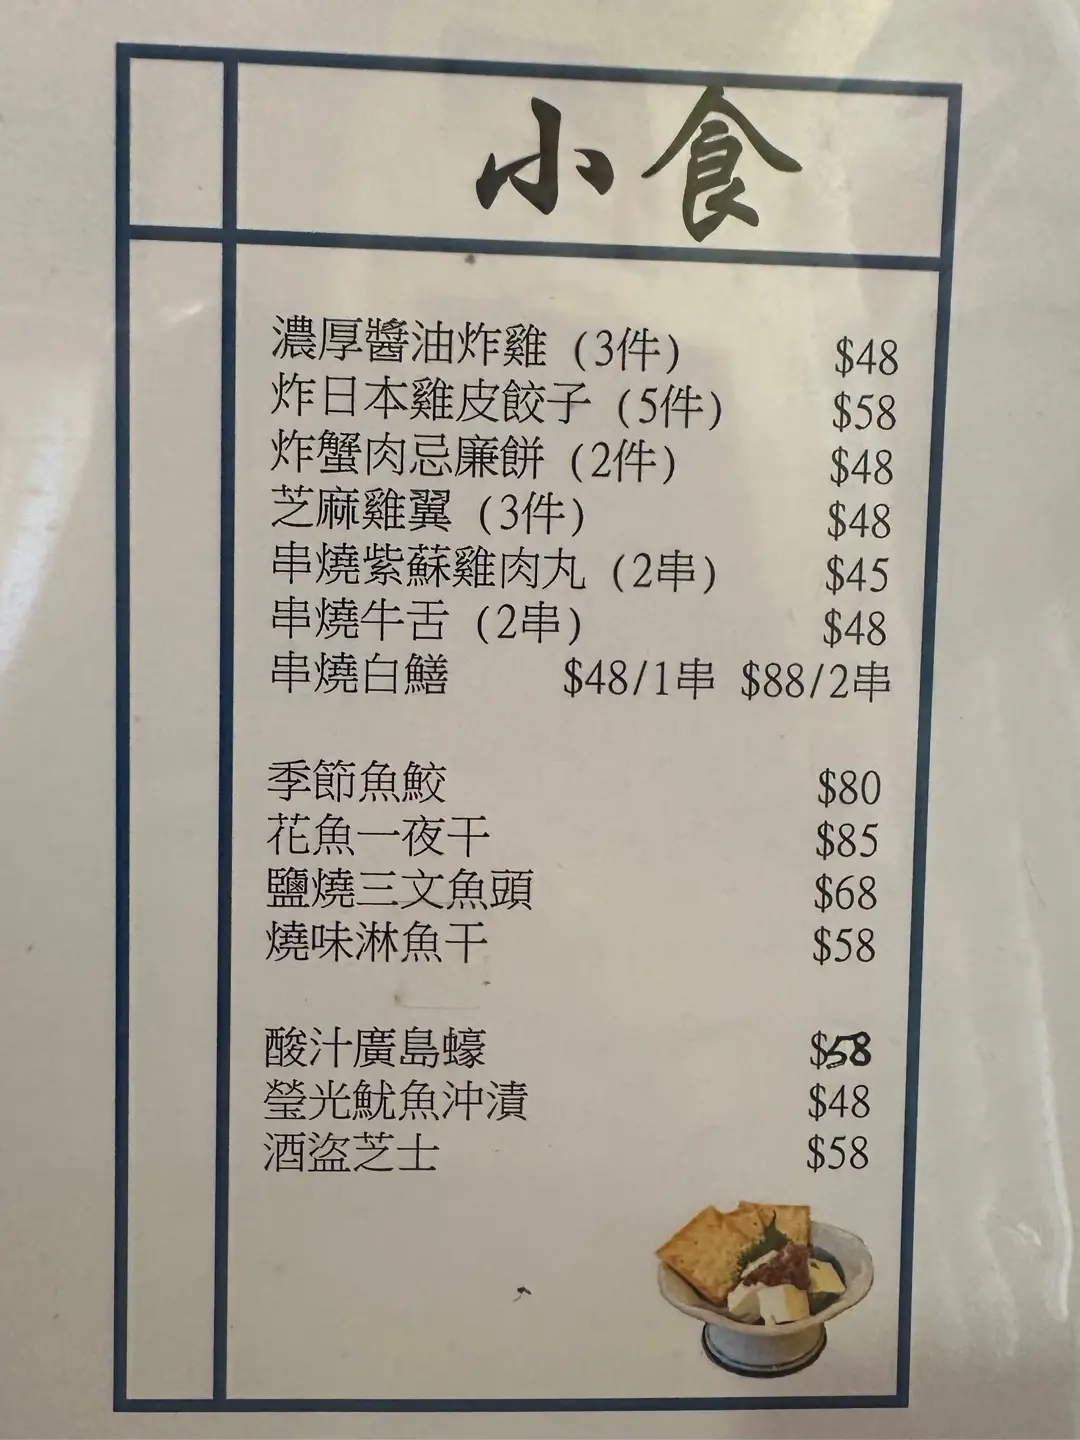 小食
濃厚醬油炸雞 (3件) $48
炸日本雞皮餃子 (5件) $58
炸蟹肉忌廉餅 (2件) $48
芝麻雞翼 (3件) $48
串燒紫蘇雞肉丸 (2串) $45
串燒牛舌 (2串) $48
串燒白鱔 $48/1串 $88/2串
季節魚鮫 $80
花魚一夜干 $85
鹽燒三文魚頭 $68
燒味淋魚干 $58
酸汁廣島蠔 $58
瑩光魷魚沖漬 $48
酒盜芝士 $58